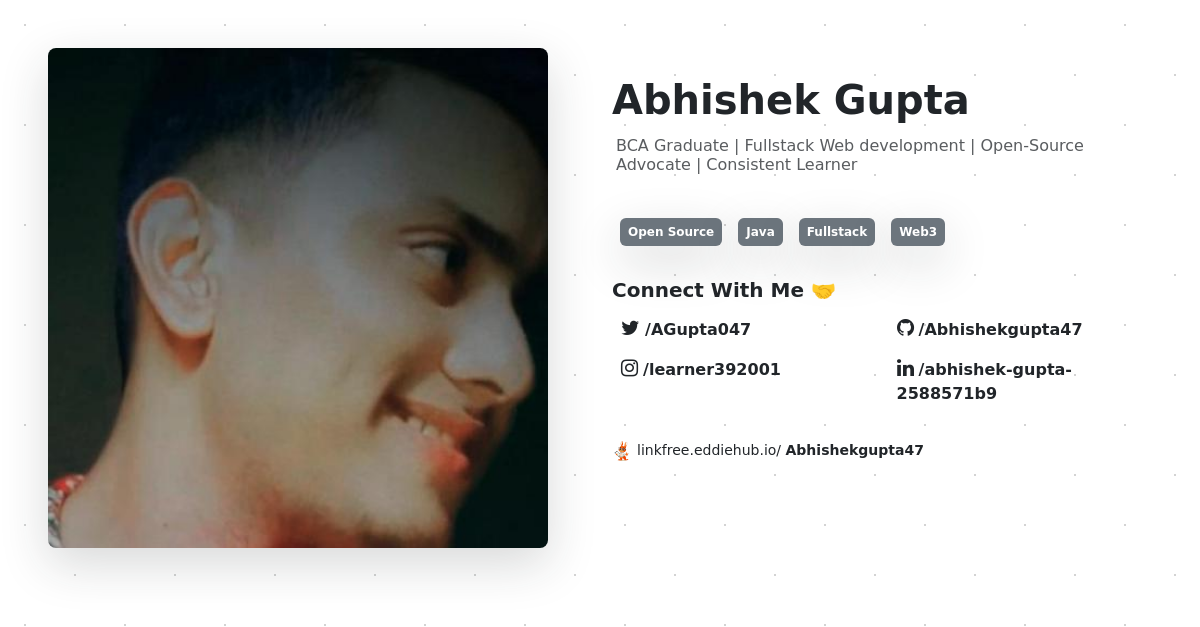 Abhishek Gupta
BCA Graduate | Fullstack Web development | Open-Source
Advocate | Consistent Learner
Open Source Java Fullstack Web3
Connect With Me 🤝
/AGupta047 /Abhishekgupta47
/learner392001 /abhishek-gupta-
2588571b9
linkfree.eddiehub.io/ Abhishekgupta47